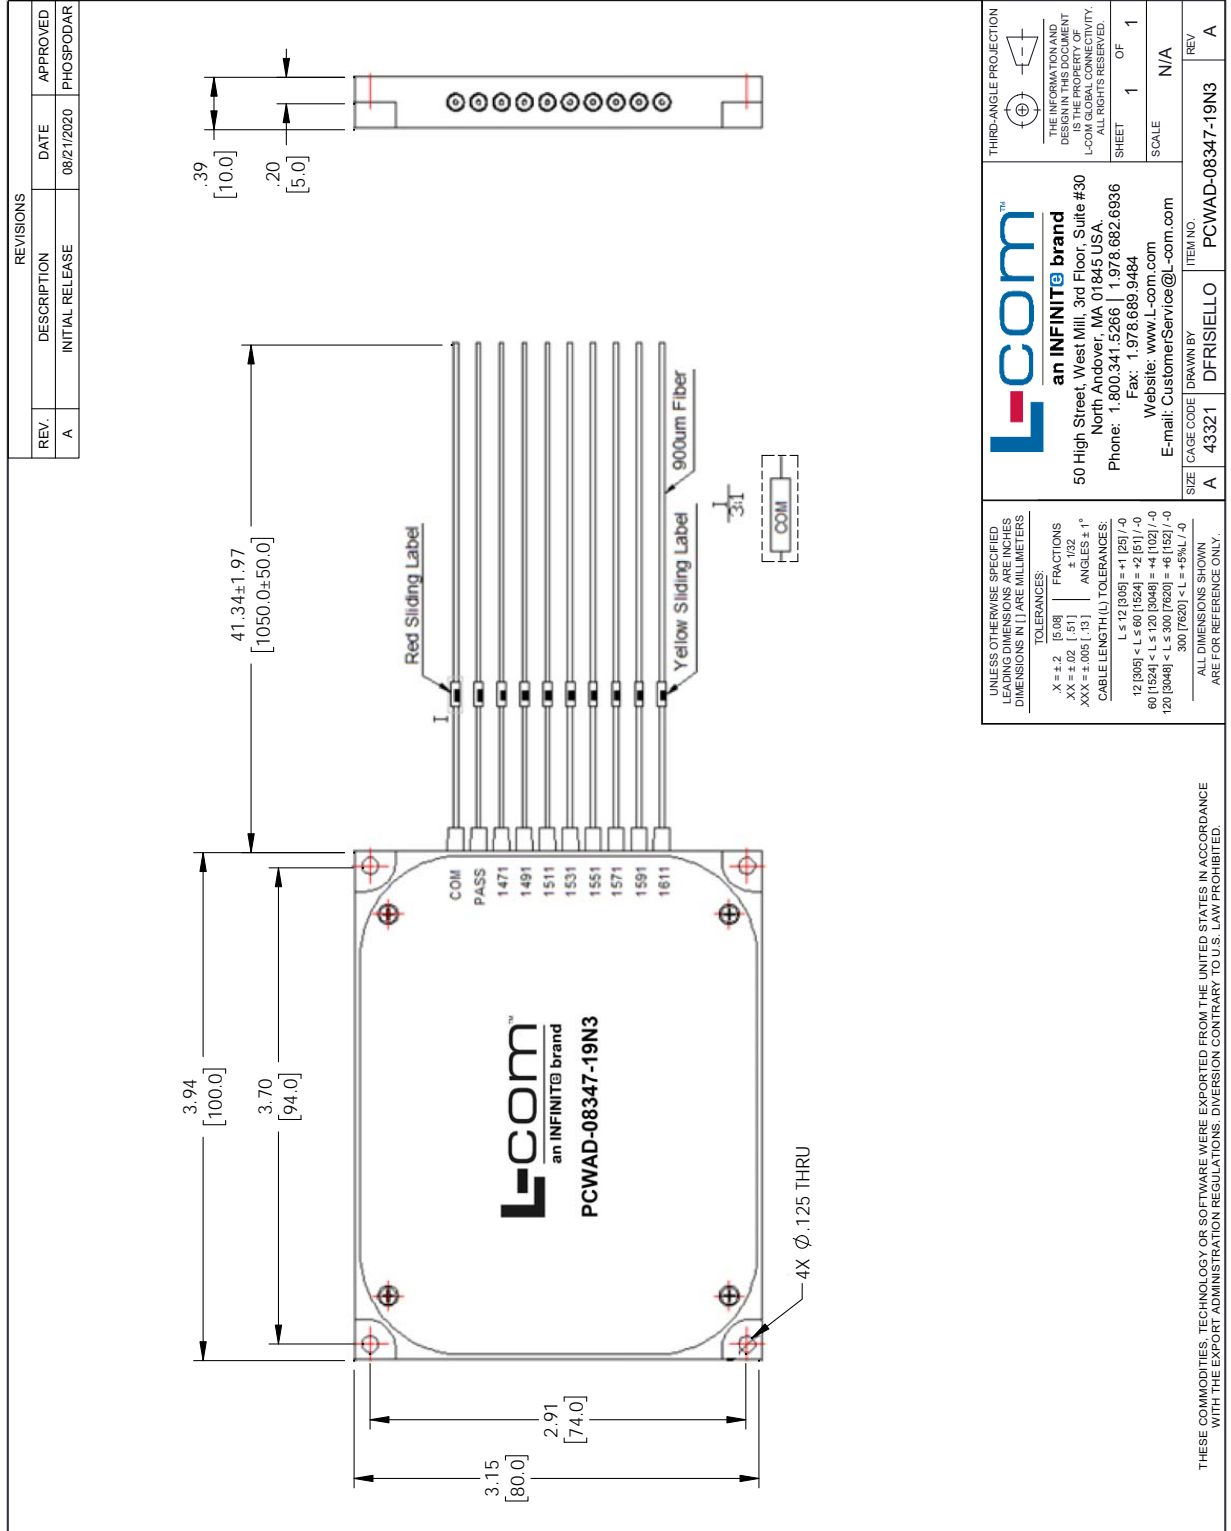 REVISIONS
REV. DESCRIPTION DATE APPROVED
A INITIAL RELEASE 08/21/2020 PHOSPODAR
41.34±1.97
[1050.0±50.0]
.39
[10.0]
.20
[5.0]
3.94
[100.0]
3.70
[94.0]
3.15
[80.0]
2.91
[74.0]
Red Sliding Label
Yellow Sliding Label
900um Fiber
COM
PASS
1471
1491
1511
1531
1551
1571
1591
1611
I
I
3:1
COM
L-com™
an INFINIT@ brand
PCWAD-08347-19N3
4X Ø.125 THRU
UNLESS OTHERWISE SPECIFIED
LEADING DIMENSIONS ARE INCHES
DIMENSIONS IN [ ] ARE MILLIMETERS
TOLERANCES:
.X = ±.2 [5.08] FRACTIONS
.XX = ±.02 [.51] ± 1/32
.XXX = ±.005 [.13] ANGLES ± 1°
CABLE LENGTH (L) TOLERANCES:
L ≤ 12 [305] = +1 [25] / -0
12 [305] < L ≤ 60 [1524] = +2 [51] / -0
60 [1524] < L ≤ 120 [3048] = +4 [102] / -0
120 [3048] < L ≤ 300 [7620] = +6 [152] / -0
300 [7620] < L = +5%L / -0
ALL DIMENSIONS SHOWN
ARE FOR REFERENCE ONLY.
L-com™
an INFINIT@ brand
50 High Street, West Mill, 3rd Floor, Suite #30
North Andover, MA 01845 USA.
Phone: 1.800.341.5266 | 1.978.682.6936
Fax: 1.978.689.9484
Website: www.L-com.com
E-mail: CustomerService@L-com.com
THIRD-ANGLE PROJECTION
THE INFORMATION AND
DESIGN IN THIS DOCUMENT
IS THE PROPERTY OF
L-COM GLOBAL CONNECTIVITY.
ALL RIGHTS RESERVED.
SHEET 1 OF 1
SCALE N/A
SIZE A
CAGE CODE 43321
DRAWN BY DFRISIELLO
ITEM NO. PCWAD-08347-19N3
REV A
THESE COMMODITIES, TECHNOLOGY OR SOFTWARE WERE EXPORTED FROM THE UNITED STATES IN ACCORDANCE
WITH THE EXPORT ADMINISTRATION REGULATIONS. DIVERSION CONTRARY TO U.S. LAW PROHIBITED.